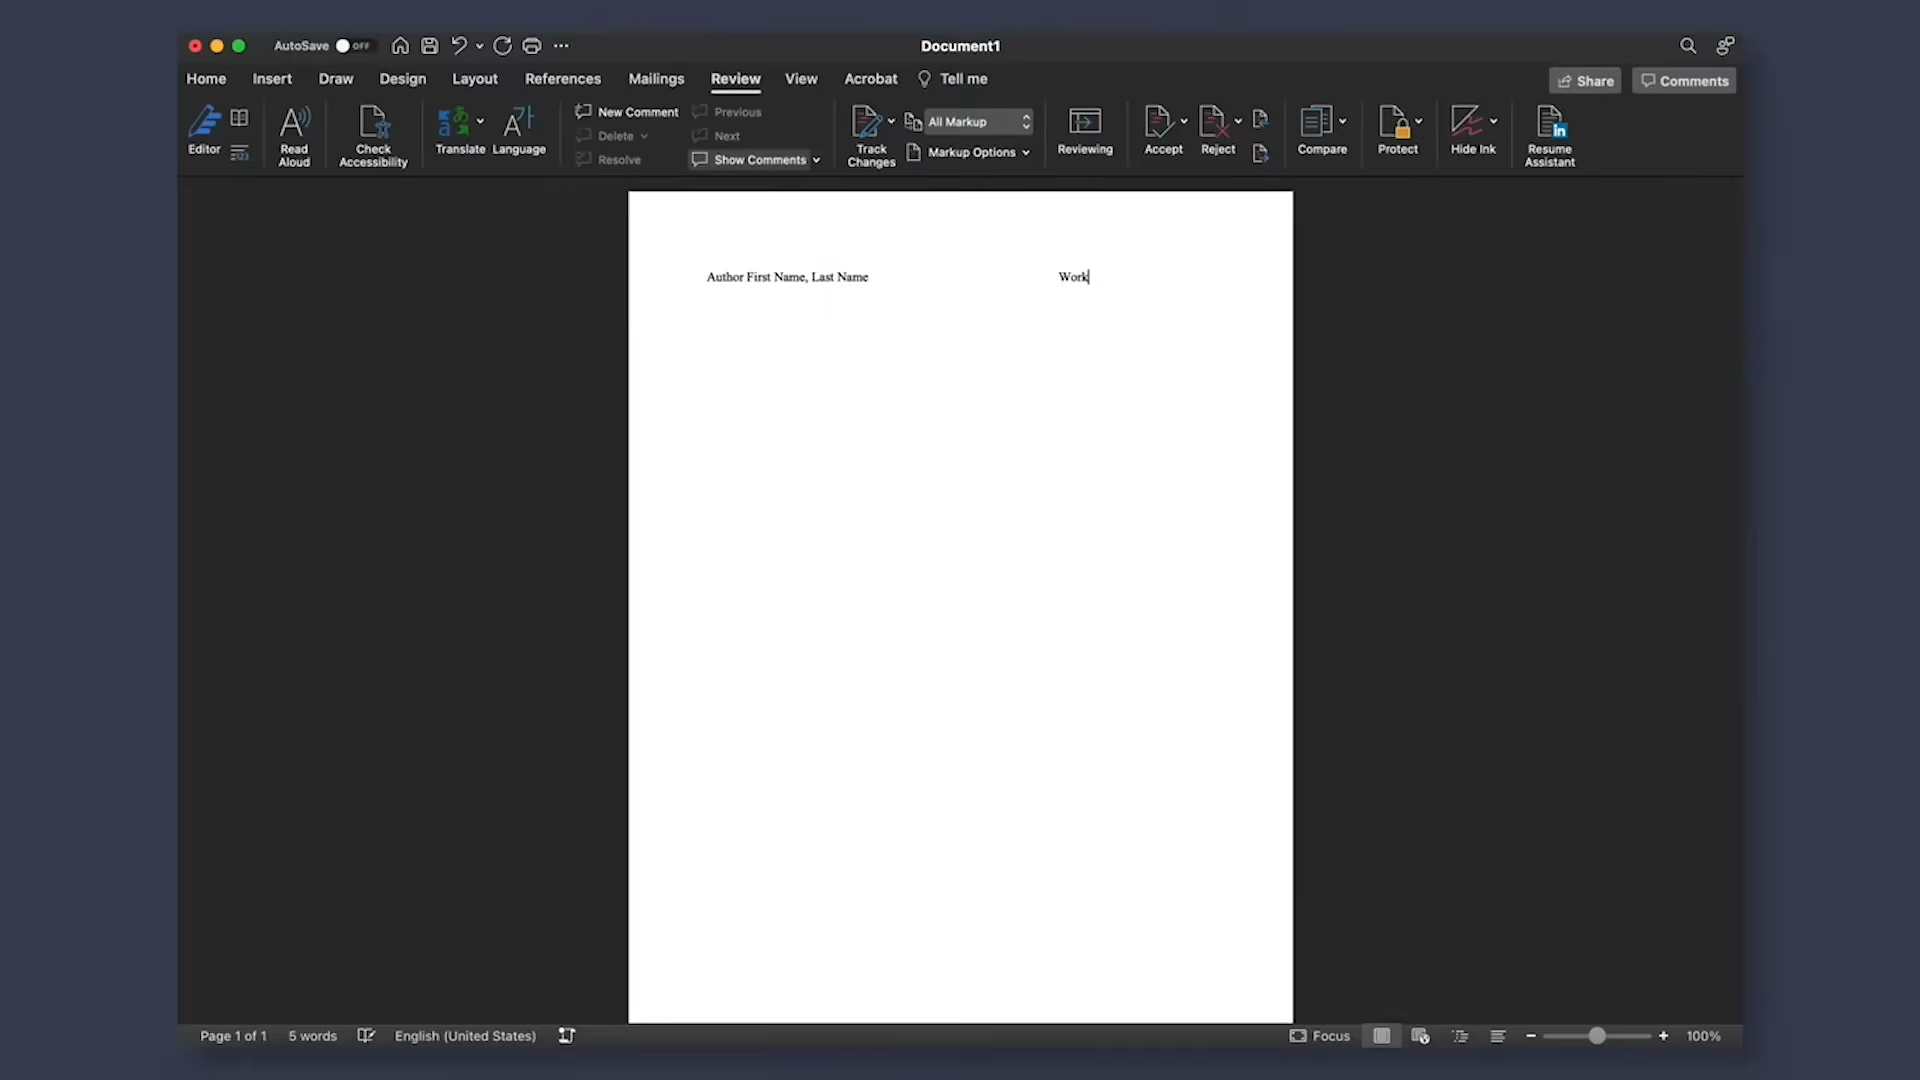 AutoSave OFF
Document1
Home Insert Draw Design Layout References Mailings Review View Acrobat Tell me
Share Comments
Editor
Read Aloud
Check Accessibility
Translate
Language
New Comment
Delete
Resolve
Previous
Next
Show Comments
Track Changes
All Markup
Markup Options
Reviewing
Accept
Reject
Compare
Protect
Hide Ink
Resume Assistant
Author First Name, Last Name Work
Page 1 of 1 5 words English (United States) Focus 100%